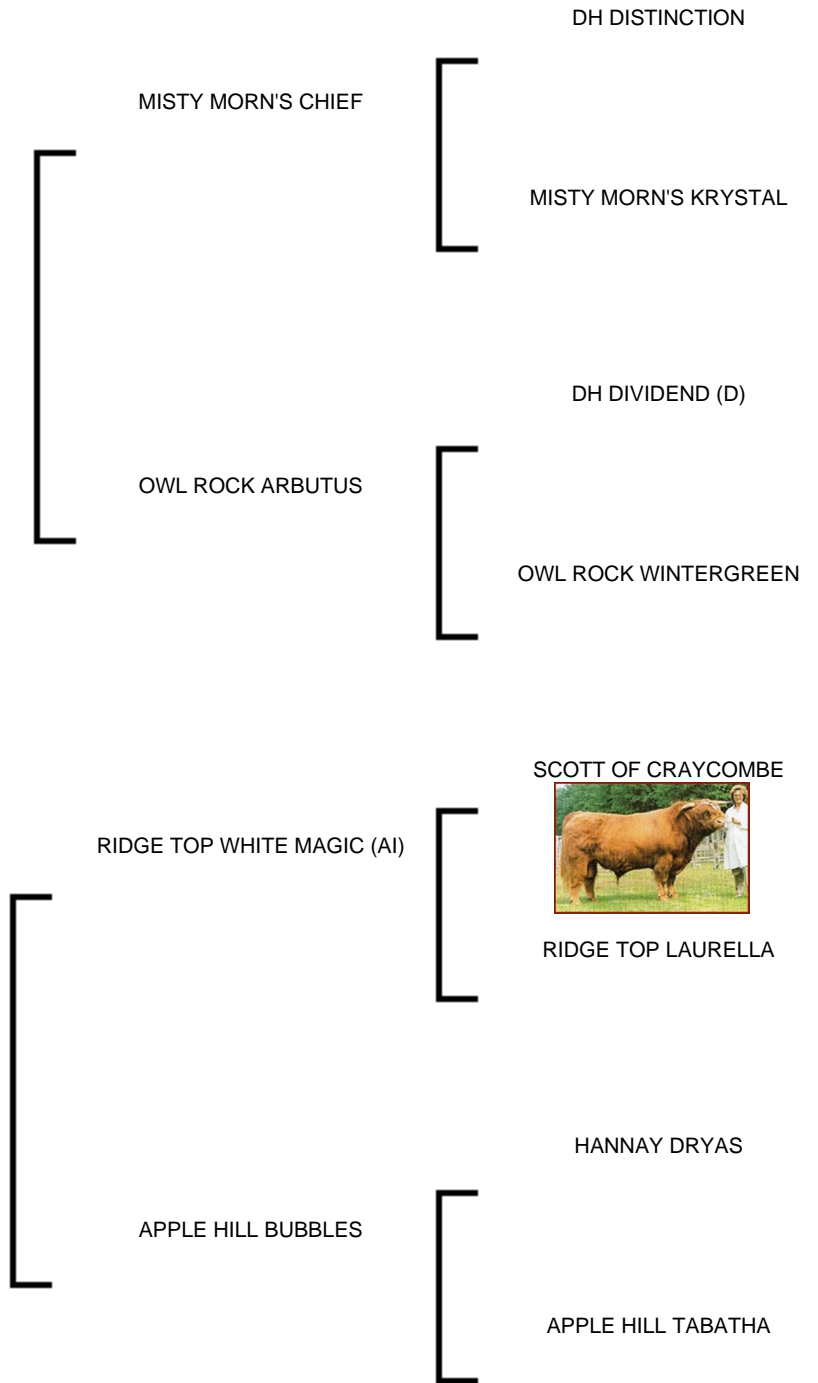 DH DISTINCTION
MISTY MORN'S CHIEF
MISTY MORN'S KRYSTAL
DH DIVIDEND (D)
OWL ROCK ARBUTUS
OWL ROCK WINTERGREEN
SCOTT OF CRAYCOMBE
RIDGE TOP WHITE MAGIC (AI)
RIDGE TOP LAURELLA
HANNAY DRYAS
APPLE HILL BUBBLES
APPLE HILL TABATHA